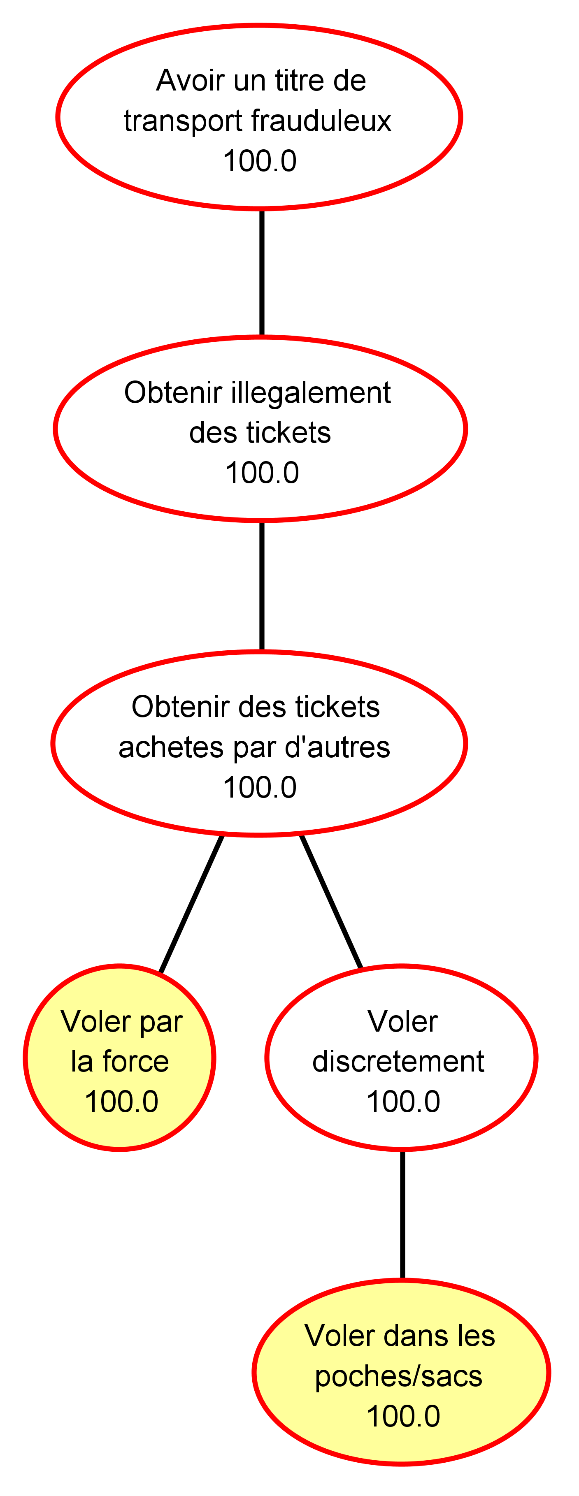 Avoir un titre de
transport frauduleux
100.0
Obtenir illegalement
des tickets
100.0
Obtenir des tickets
achetes par d'autres
100.0
Voler par
la force
100.0
Voler
discretement
100.0
Voler dans les
poches/sacs
100.0